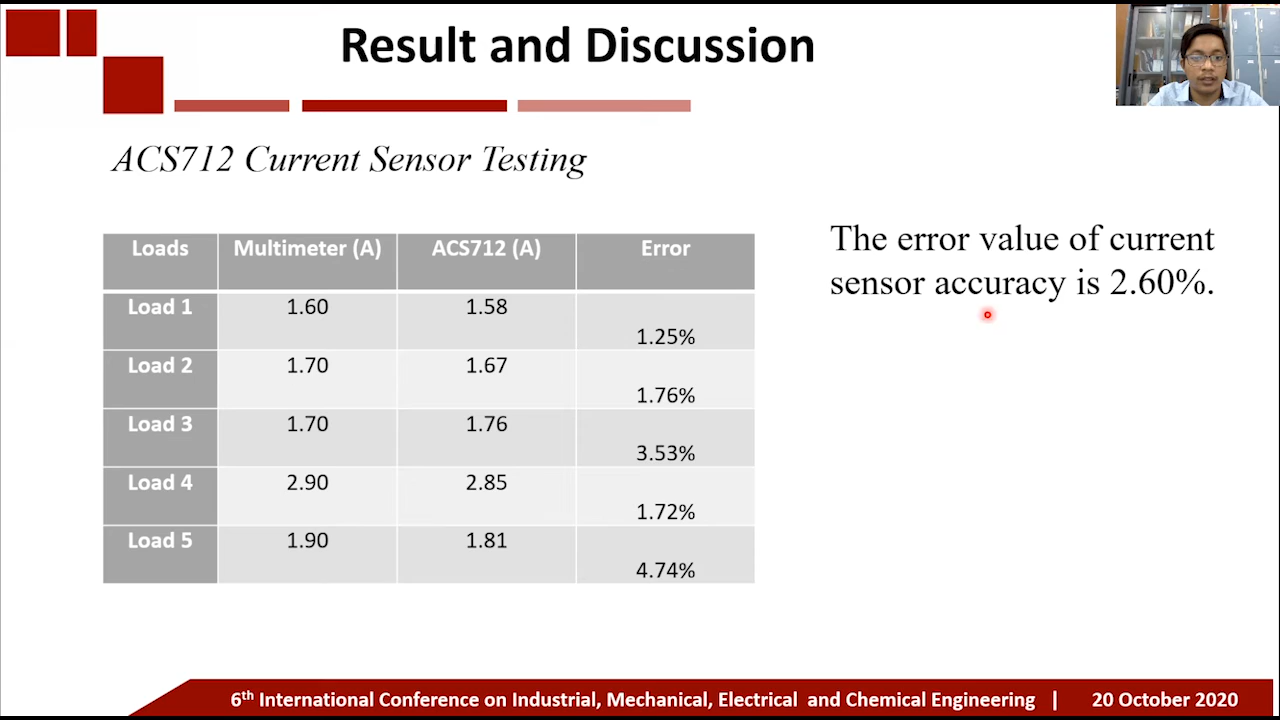 Result and Discussion
ACS712 Current Sensor Testing
Loads Multimeter (A) ACS712 (A) Error
Load 1 1.60 1.58 1.25%
Load 2 1.70 1.67 1.76%
Load 3 1.70 1.76 3.53%
Load 4 2.90 2.85 1.72%
Load 5 1.90 1.81 4.74%
The error value of current
sensor accuracy is 2.60%.
6th International Conference on Industrial, Mechanical, Electrical and Chemical Engineering | 20 October 2020